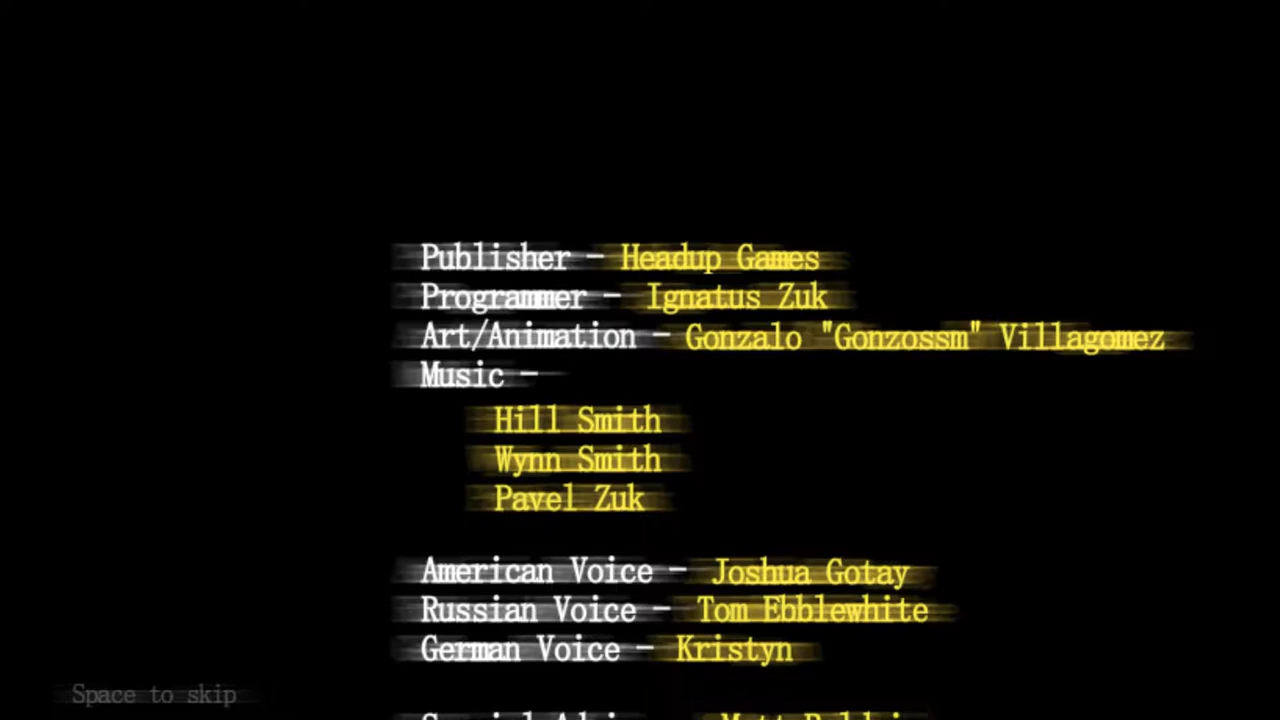 Publisher - Headup Games
Programmer - Ignatus Zuk
Art/Animation - Gonzalo "Gonzossm" Villagomez
Music -
Hill Smith
Wynn Smith
Pavel Zuk
American Voice - Joshua Gotay
Russian Voice - Tom Ebblewhite
German Voice - Kristyn
Space to skip